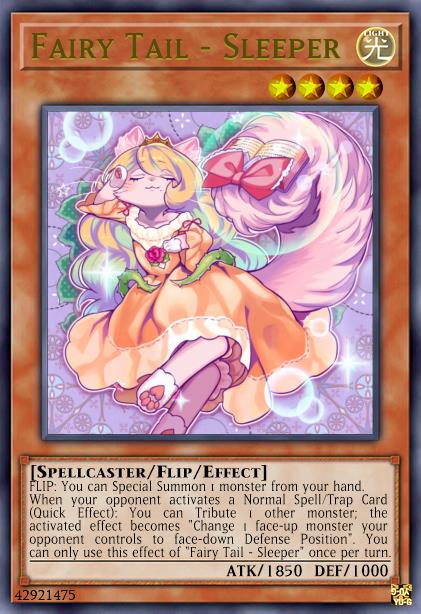 Fairy Tail - Sleeper
LIGHT
光
[Spellcaster/Flip/Effect]
FLIP: You can Special Summon 1 monster from your hand.
When your opponent activates a Normal Spell/Trap Card
(Quick Effect): You can Tribute 1 other monster; the
activated effect becomes "Change 1 face-up monster your
opponent controls to face-down Defense Position". You
can only use this effect of "Fairy Tail - Sleeper" once per turn.
ATK/1850 DEF/1000
42921475